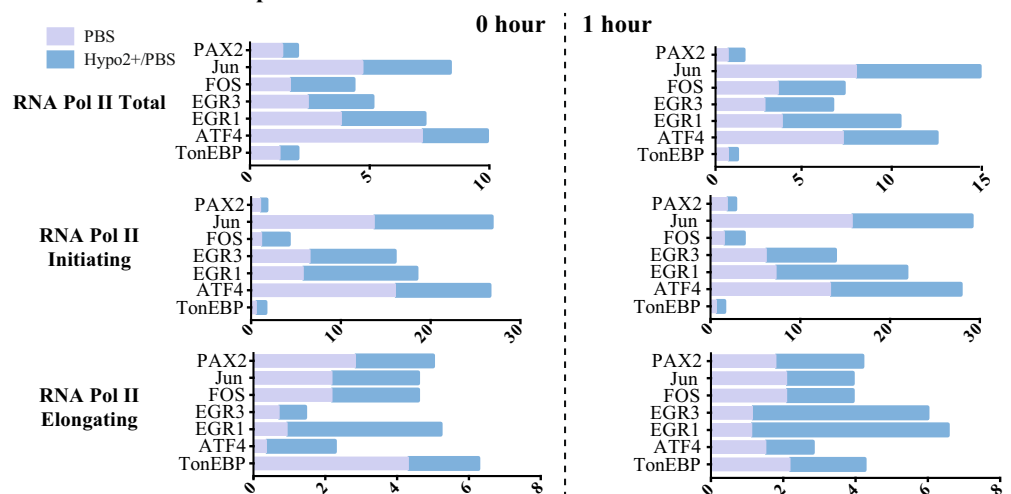 0 hour
1 hour
PBS
Hypo2+/PBS
RNA Pol II Total
PAX2
Jun
FOS
EGR3
EGR1
ATF4
TonEBP
0
5
10
PAX2
Jun
FOS
EGR3
EGR1
ATF4
TonEBP
0
5
10
15
RNA Pol II
Initiating
PAX2
Jun
FOS
EGR3
EGR1
ATF4
TonEBP
0
10
20
30
PAX2
Jun
FOS
EGR3
EGR1
ATF4
TonEBP
0
10
20
30
RNA Pol II
Elongating
PAX2
Jun
FOS
EGR3
EGR1
ATF4
TonEBP
0
2
4
6
8
PAX2
Jun
FOS
EGR3
EGR1
ATF4
TonEBP
0
2
4
6
8